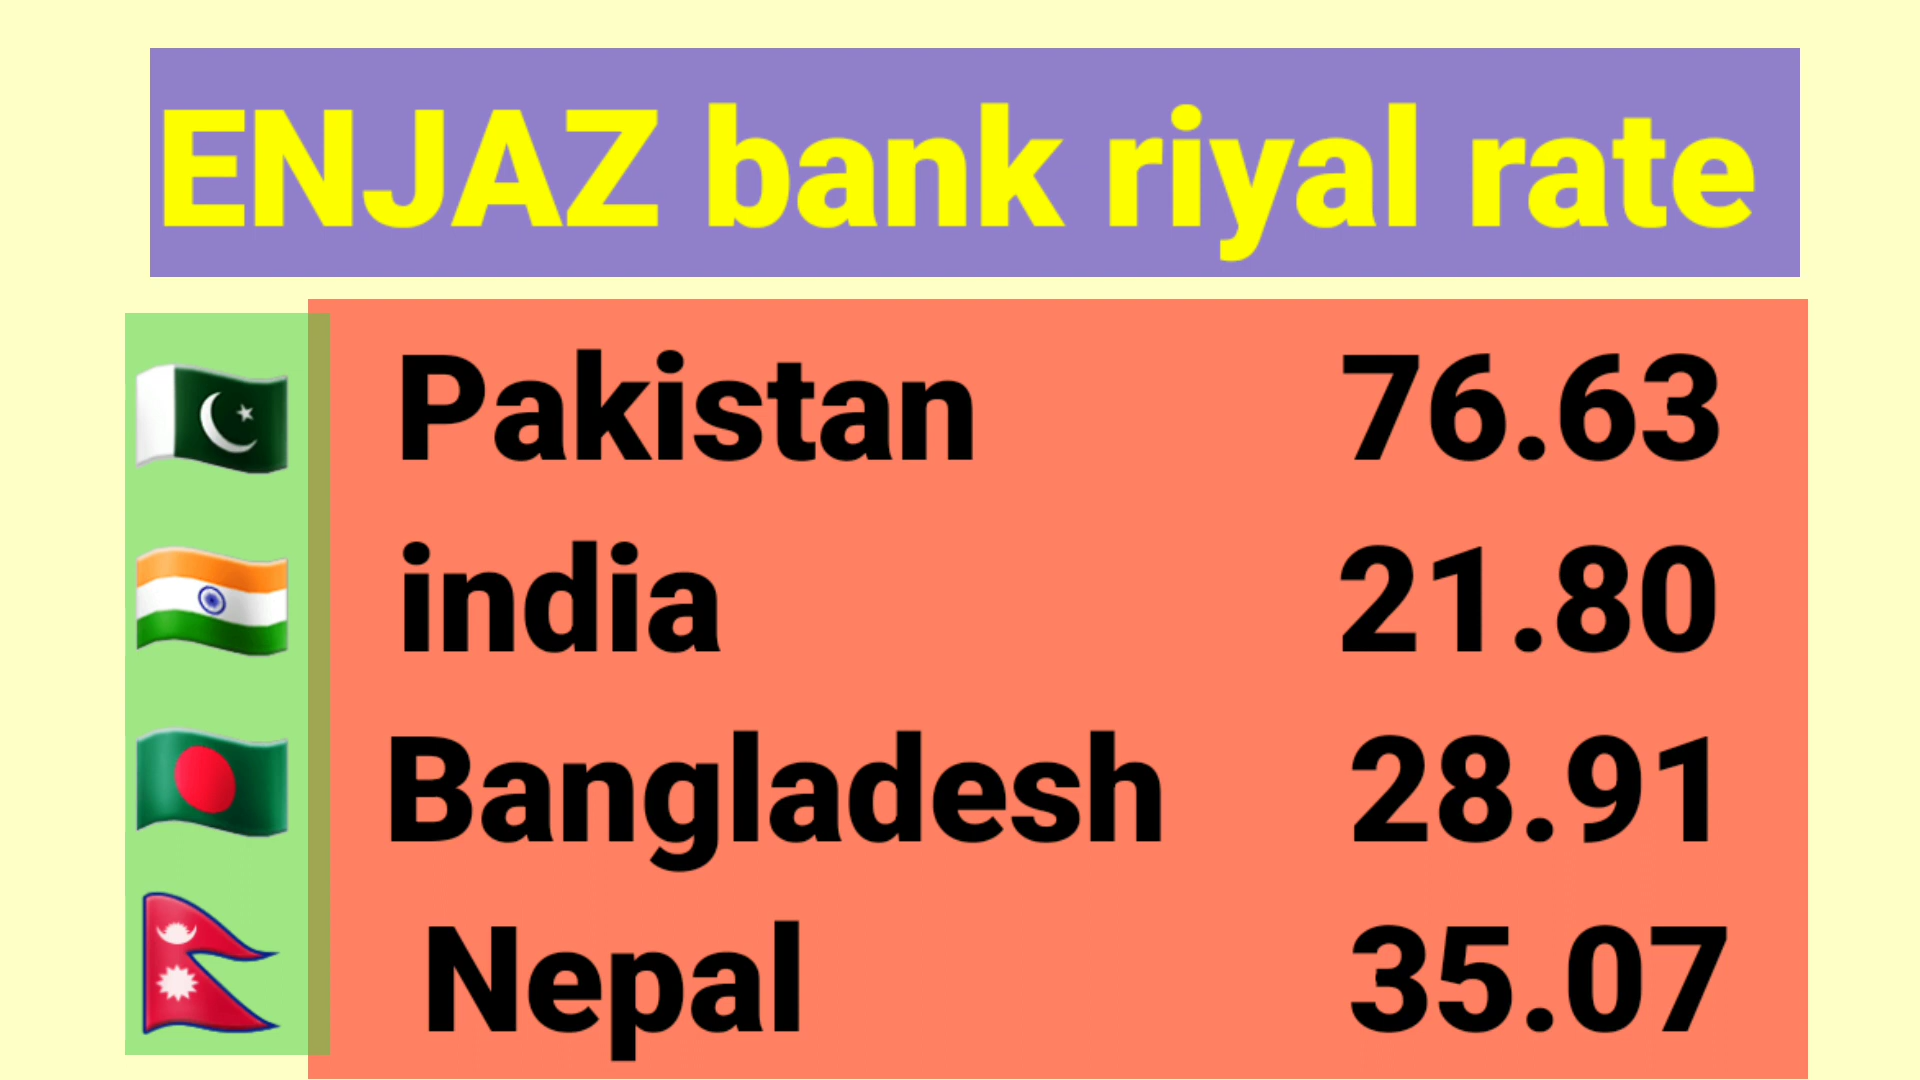 ENJAZ bank riyal rate
Pakistan 76.63
india 21.80
Bangladesh 28.91
Nepal 35.07